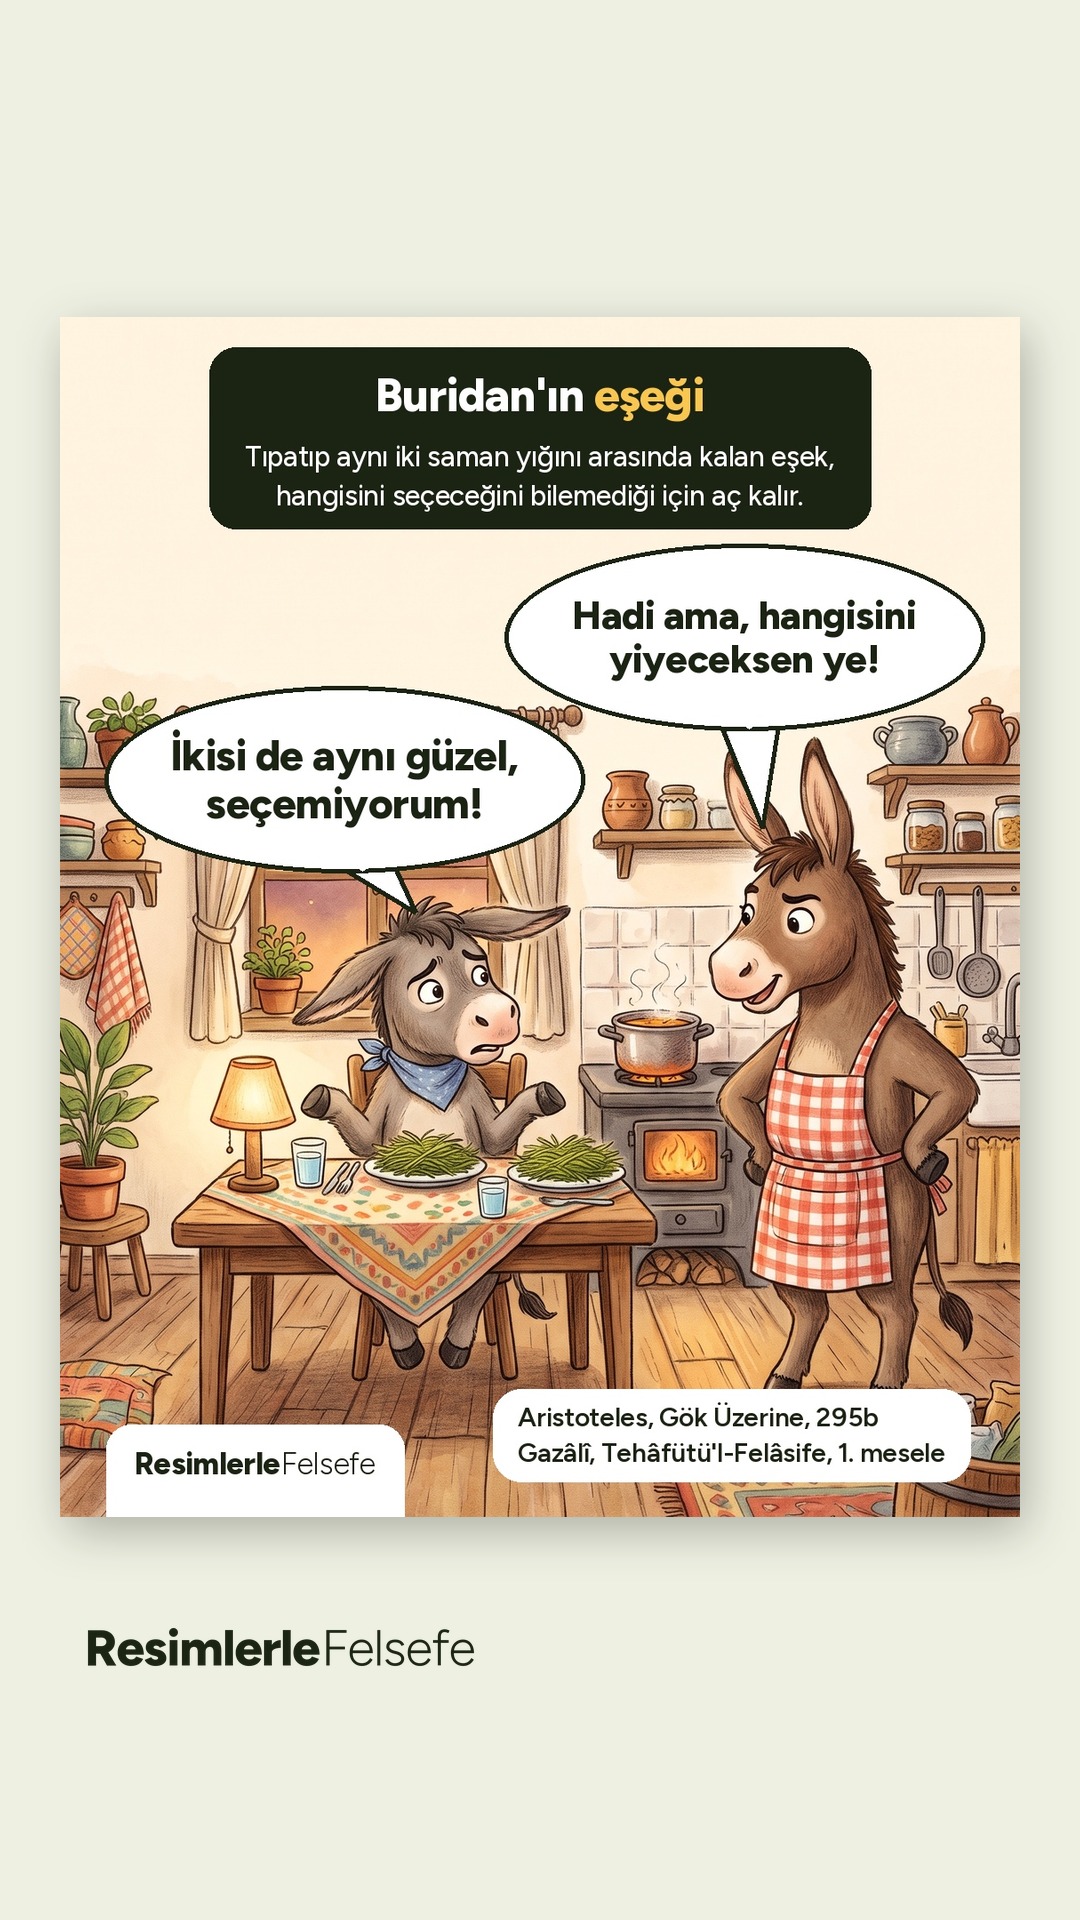 Buridan'ın eşeği
Tıpatıp aynı iki saman yığını arasında kalan eşek,
hangisini seçeceğini bilemediği için aç kalır.
Hadi ama, hangisini
yiyeceksen ye!
İkisi de aynı güzel,
seçemiyorum!
Aristoteles, Gök Üzerine, 295b
Gazâlî, Tehâfütü'l-Felâsife, 1. mesele
ResimlerleFelsefe
ResimlerleFelsefe